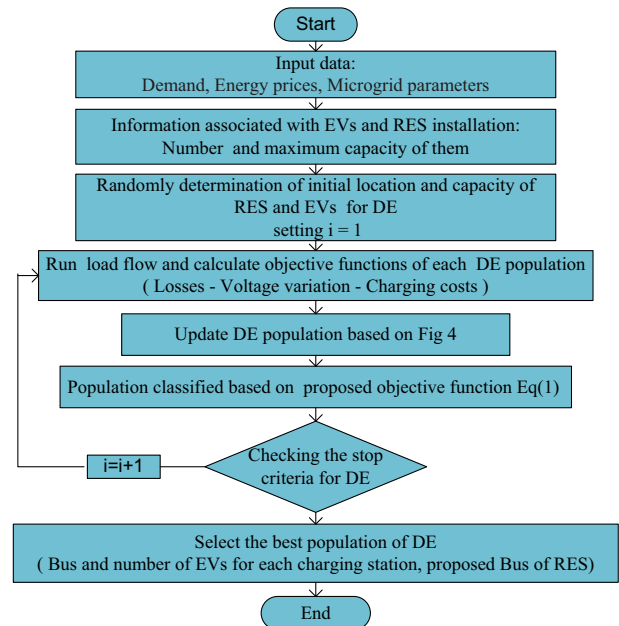 Start
Input data:
Demand, Energy prices, Microgrid parameters
Information associated with EVs and RES installation:
Number and maximum capacity of them
Randomly determination of initial location and capacity of
RES and EVs for DE
setting i = 1
Run load flow and calculate objective functions of each DE population
( Losses - Voltage variation - Charging costs )
Update DE population based on Fig 4
Population classified based on proposed objective function Eq(1)
Checking the stop
criteria for DE
i=i+1
Select the best population of DE
( Bus and number of EVs for each charging station, proposed Bus of RES)
End